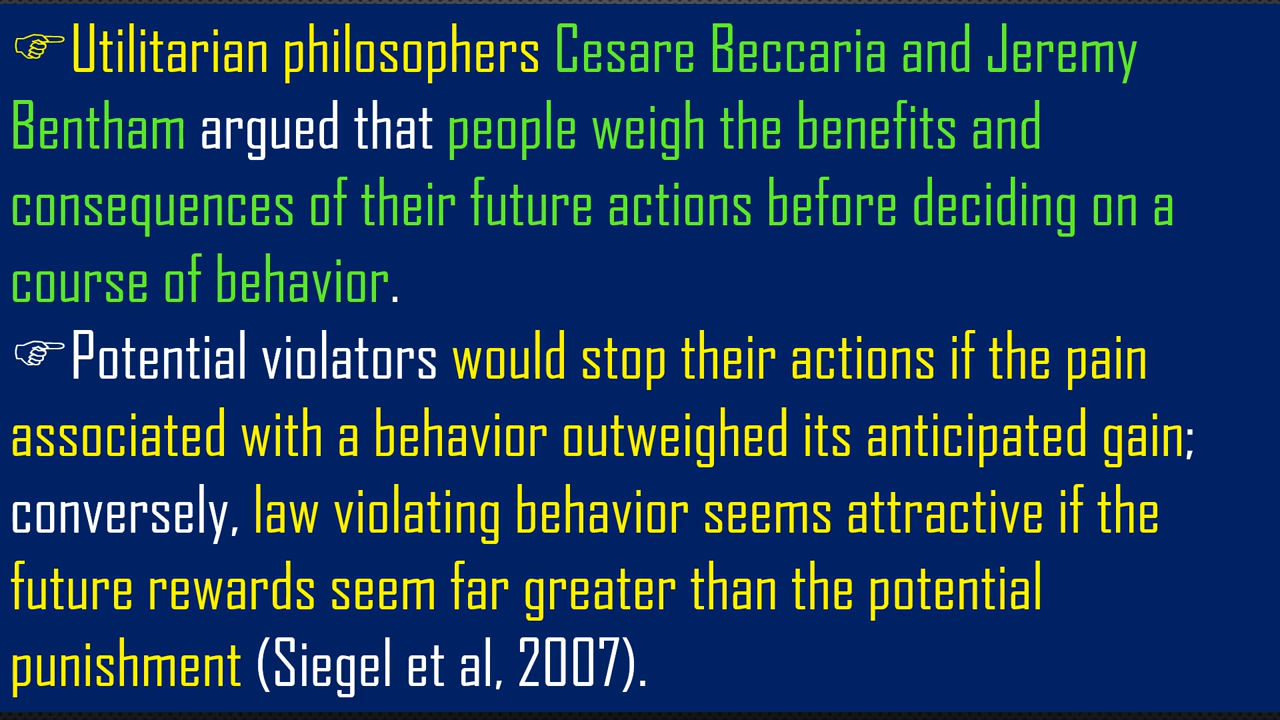 ☞Utilitarian philosophers Cesare Beccaria and Jeremy
Bentham argued that people weigh the benefits and
consequences of their future actions before deciding on a
course of behavior.
☞Potential violators would stop their actions if the pain
associated with a behavior outweighed its anticipated gain;
conversely, law violating behavior seems attractive if the
future rewards seem far greater than the potential
punishment (Siegel et al, 2007).